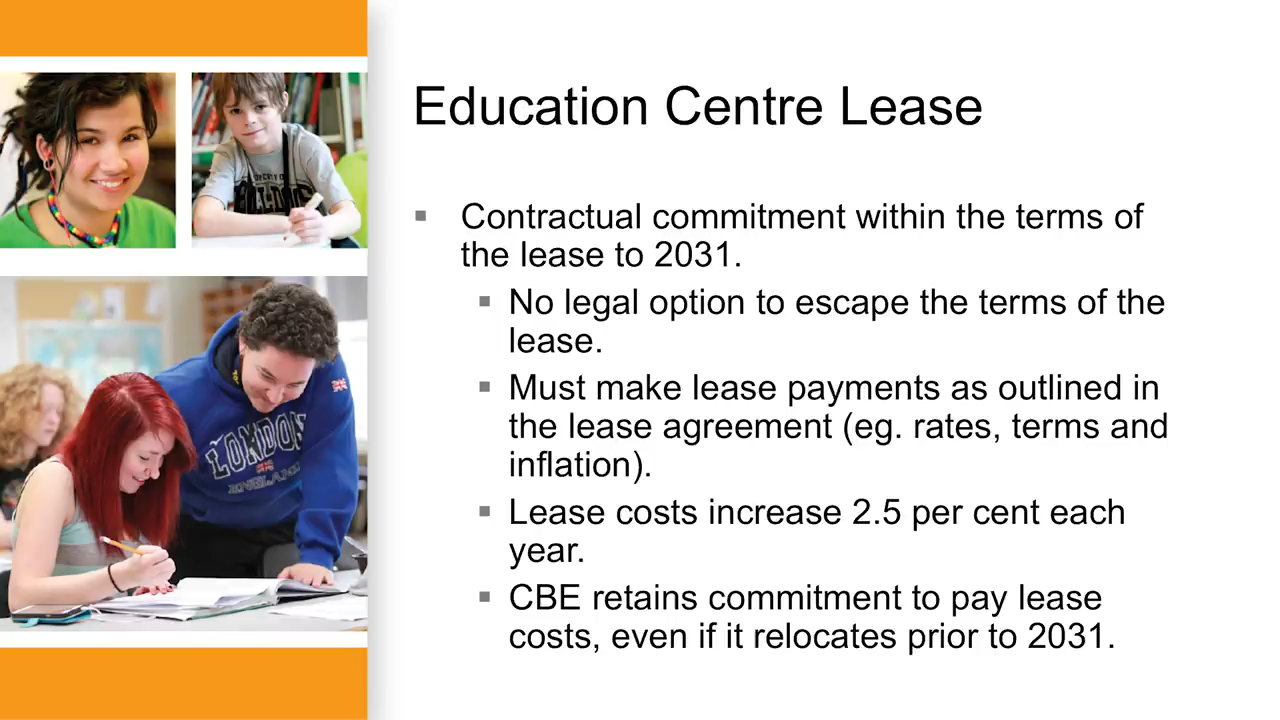 Education Centre Lease
Contractual commitment within the terms of
the lease to 2031.
No legal option to escape the terms of the
lease.
Must make lease payments as outlined in
the lease agreement (eg. rates, terms and
inflation).
Lease costs increase 2.5 per cent each
year.
CBE retains commitment to pay lease
costs, even if it relocates prior to 2031.
LONDON
ENGLAND